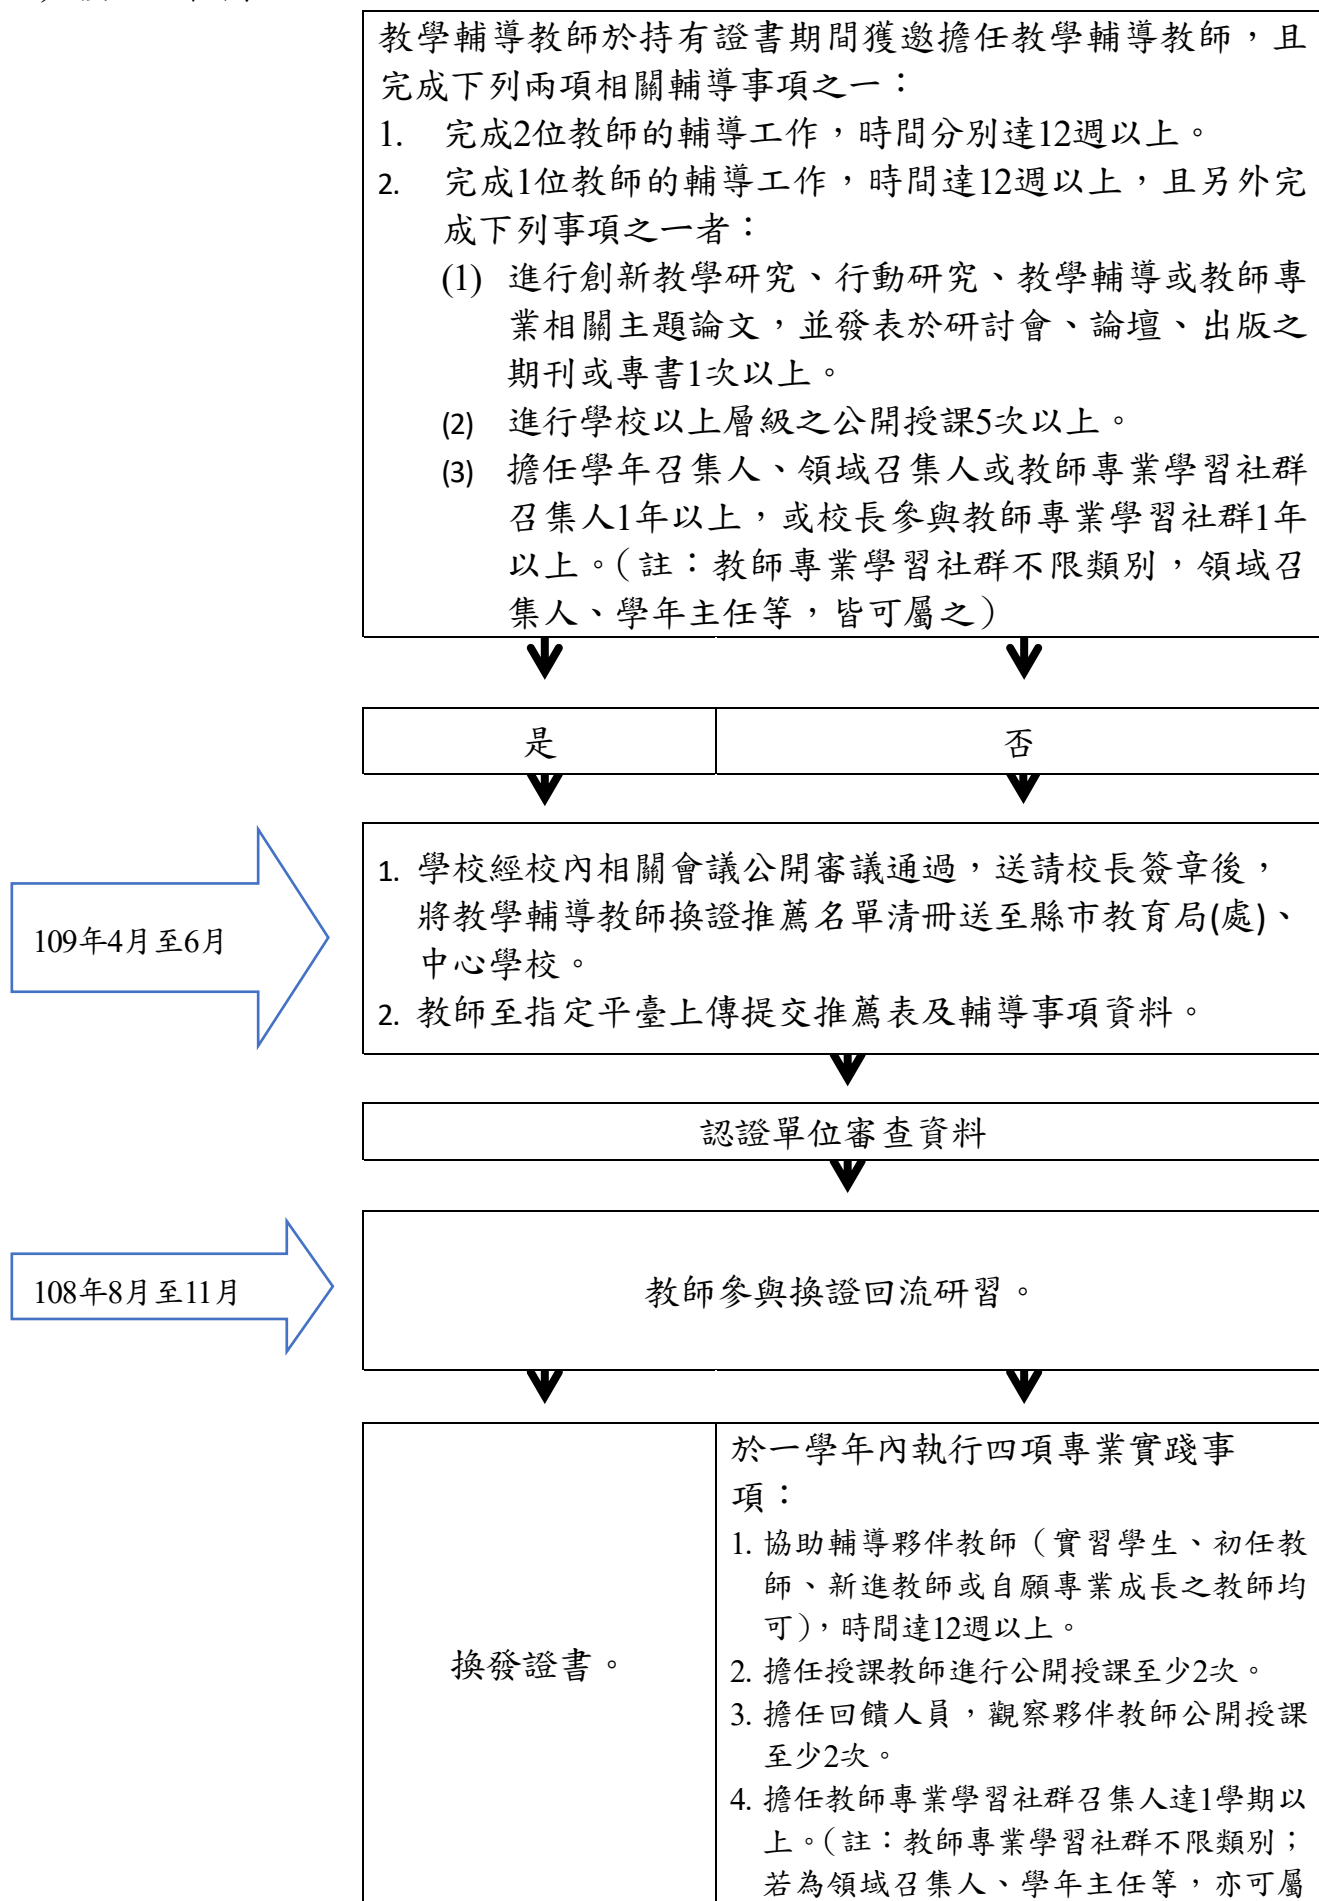 教學輔導教師於持有證書期間獲邀擔任教學輔導教師，且
完成下列兩項相關輔導事項之一：
1. 完成2位教師的輔導工作，時間分別達12週以上。
2. 完成1位教師的輔導工作，時間達12週以上，且另外完
成下列事項之一者：
(1) 進行創新教學研究、行動研究、教學輔導或教師專
業相關主題論文，並發表於研討會、論壇、出版之
期刊或專書1次以上。
(2) 進行學校以上層級之公開授課5次以上。
(3) 擔任學年召集人、領域召集人或教師專業學習社群
召集人1年以上，或校長參與教師專業學習社群1年
以上。（註：教師專業學習社群不限類別，領域召
集人、學年主任等，皆可屬之）
是
否
109年4月至6月
1. 學校經校內相關會議公開審議通過，送請校長簽章後，
將教學輔導教師換證推薦名單清冊送至縣市教育局(處)、
中心學校。
2. 教師至指定平臺上傳提交推薦表及輔導事項資料。
認證單位審查資料
108年8月至11月
教師參與換證回流研習。
換發證書。
於一學年內執行四項專業實踐事
項：
1. 協助輔導夥伴教師（實習學生、初任教
師、新進教師或自願專業成長之教師均
可），時間達12週以上。
2. 擔任授課教師進行公開授課至少2次。
3. 擔任回饋人員，觀察夥伴教師公開授課
至少2次。
4. 擔任教師專業學習社群召集人達1學期以
上。（註：教師專業學習社群不限類別；
若為領域召集人、學年主任等，亦可屬